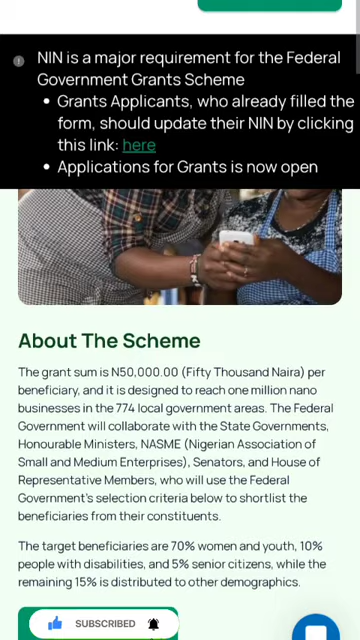 NIN is a major requirement for the Federal
Government Grants Scheme
Grants Applicants, who already filled the
form, should update their NIN by clicking
this link: here
Applications for Grants is now open
About The Scheme
The grant sum is N50,000.00 (Fifty Thousand Naira) per
beneficiary, and it is designed to reach one million nano
businesses in the 774 local government areas. The Federal
Government will collaborate with the State Governments,
Honourable Ministers, NASME (Nigerian Association of
Small and Medium Enterprises), Senators, and House of
Representative Members, who will use the Federal
Government's selection criteria below to shortlist the
beneficiaries from their constituents.
The target beneficiaries are 70% women and youth, 10%
people with disabilities, and 5% senior citizens, while the
remaining 15% is distributed to other demographics.
SUBSCRIBED